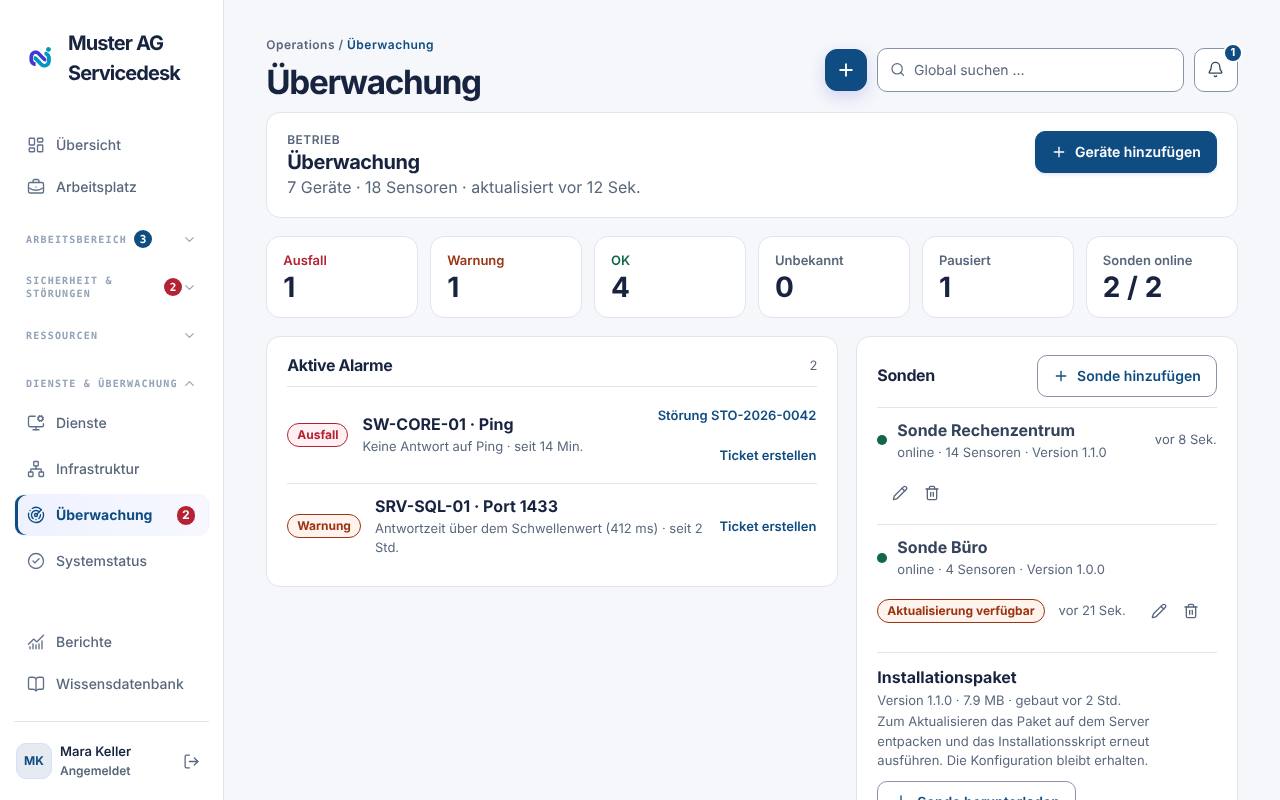 Muster AG
Servicedesk
Übersicht
Arbeitsplatz
ARBEITSBEREICH 3
SICHERHEIT &
STÖRUNGEN
2
RESSOURCEN
DIENSTE & ÜBERWACHUNG
Dienste
Infrastruktur
Überwachung 2
Systemstatus
Berichte
Wissensdatenbank
MK
Mara Keller
Angemeldet
Operations / Überwachung
Überwachung
Global suchen ...
1
BETRIEB
Überwachung
7 Geräte · 18 Sensoren · aktualisiert vor 12 Sek.
Geräte hinzufügen
Ausfall
1
Warnung
1
OK
4
Unbekannt
0
Pausiert
1
Sonden online
2 / 2
Aktive Alarme 2
Ausfall
SW-CORE-01 · Ping
Keine Antwort auf Ping · seit 14 Min.
Störung STO-2026-0042
Ticket erstellen
Warnung
SRV-SQL-01 · Port 1433
Antwortzeit über dem Schwellenwert (412 ms) · seit 2
Std.
Ticket erstellen
Sonden
Sonde hinzufügen
Sonde Rechenzentrum
online · 14 Sensoren · Version 1.1.0
vor 8 Sek.
Sonde Büro
online · 4 Sensoren · Version 1.0.0
Aktualisierung verfügbar
vor 21 Sek.
Installationspaket
Version 1.1.0 · 7.9 MB · gebaut vor 2 Std.
Zum Aktualisieren das Paket auf dem Server
entpacken und das Installationsskript erneut
ausführen. Die Konfiguration bleibt erhalten.
Sonde herunterladen